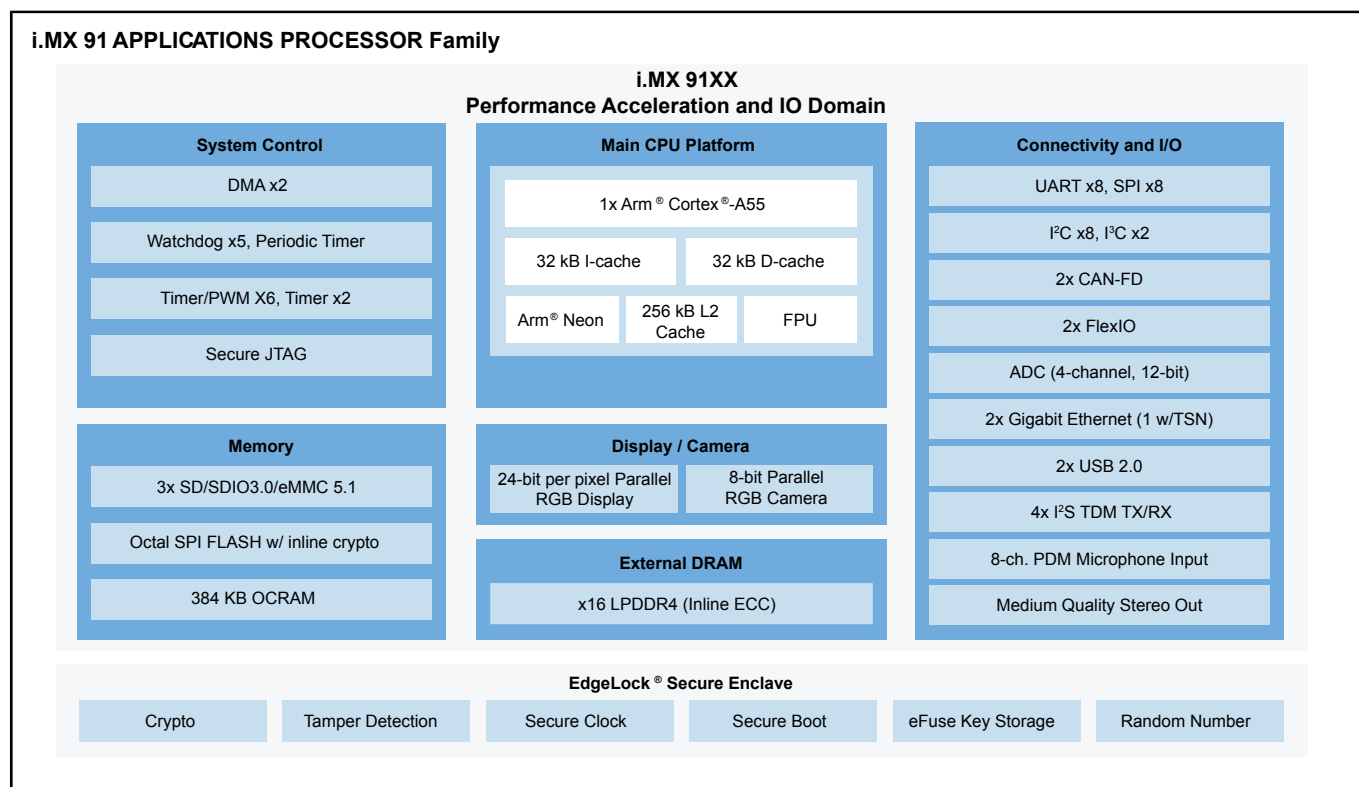 i.MX 91 APPLICATIONS PROCESSOR Family
i.MX 91XX
Performance Acceleration and IO Domain
System Control
DMA x2
Watchdog x5, Periodic Timer
Timer/PWM X6, Timer x2
Secure JTAG
Memory
3x SD/SDIO3.0/eMMC 5.1
Octal SPI FLASH w/ inline crypto
384 KB OCRAM
Main CPU Platform
1x Arm® Cortex®-A55
32 kB I-cache
32 kB D-cache
Arm® Neon
256 kB L2
Cache
FPU
Display / Camera
24-bit per pixel Parallel
RGB Display
8-bit Parallel
RGB Camera
External DRAM
x16 LPDDR4 (Inline ECC)
Connectivity and I/O
UART x8, SPI x8
I²C x8, I³C x2
2x CAN-FD
2x FlexIO
ADC (4-channel, 12-bit)
2x Gigabit Ethernet (1 w/TSN)
2x USB 2.0
4x I²S TDM TX/RX
8-ch. PDM Microphone Input
Medium Quality Stereo Out
EdgeLock® Secure Enclave
Crypto
Tamper Detection
Secure Clock
Secure Boot
eFuse Key Storage
Random Number